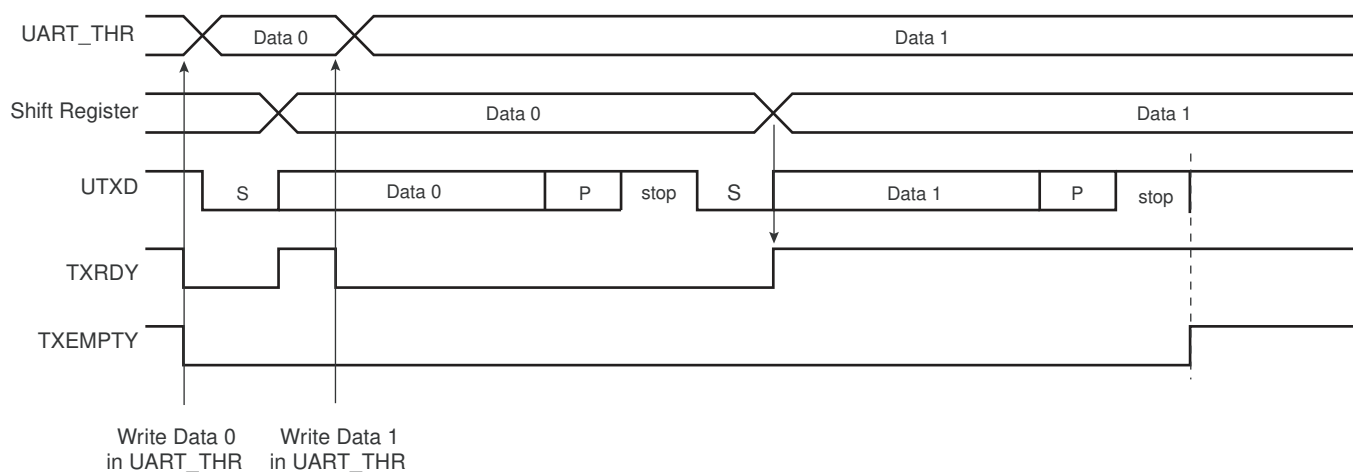 UART_THR
Data 0
Data 1
Shift Register
Data 0
Data 1
UTXD
S
Data 0
P
stop
S
Data 1
P
stop
TXRDY
TXEMPTY
Write Data 0
in UART_THR
Write Data 1
in UART_THR